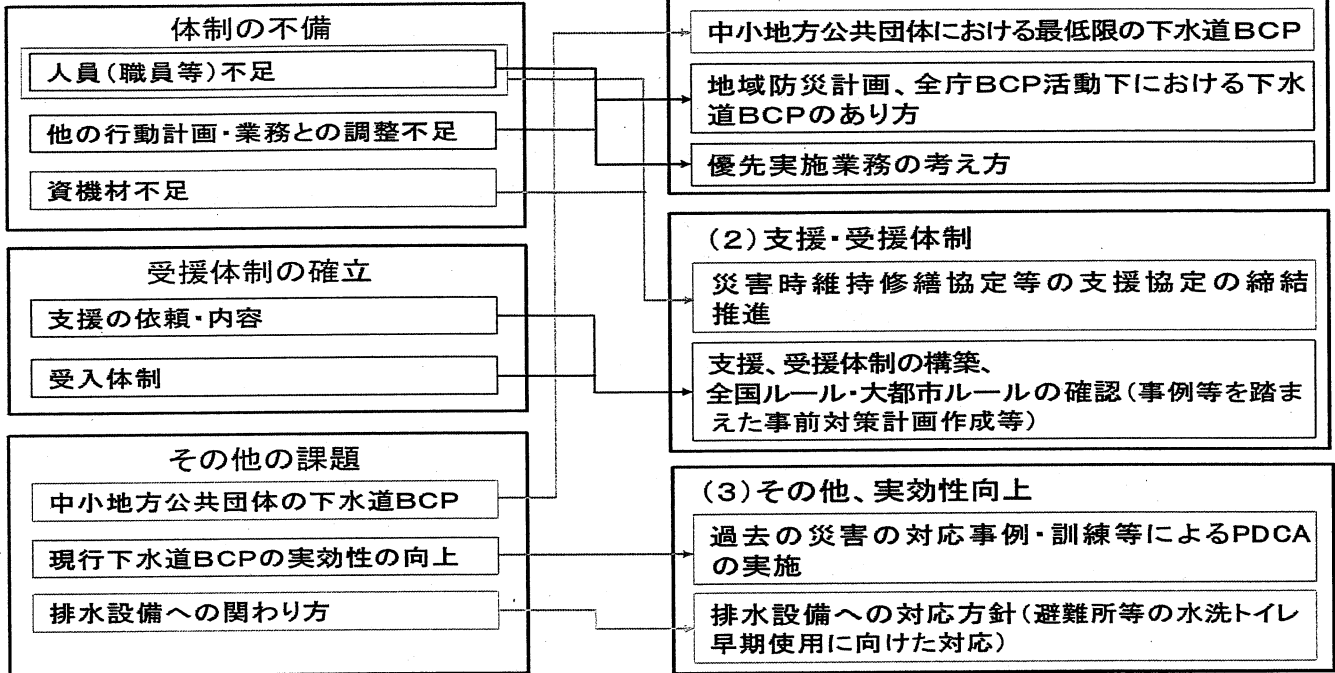 体制の不備
人員(職員等)不足
他の行動計画・業務との調整不足
資機材不足
受援体制の確立
支援の依頼・内容
受入体制
その他の課題
中小地方公共団体の下水道BCP
現行下水道BCPの実効性の向上
排水設備への関わり方
中小地方公共団体における最低限の下水道BCP
地域防災計画、全庁BCP活動下における下水
道BCPのあり方
優先実施業務の考え方
(2)支援・受援体制
災害時維持修繕協定等の支援協定の締結
推進
支援、受援体制の構築、
全国ルール・大都市ルールの確認(事例等を踏ま
えた事前対策計画作成等)
(3)その他、実効性向上
過去の災害の対応事例・訓練等によるPDCA
の実施
排水設備への対応方針(避難所等の水洗トイレ
早期使用に向けた対応)